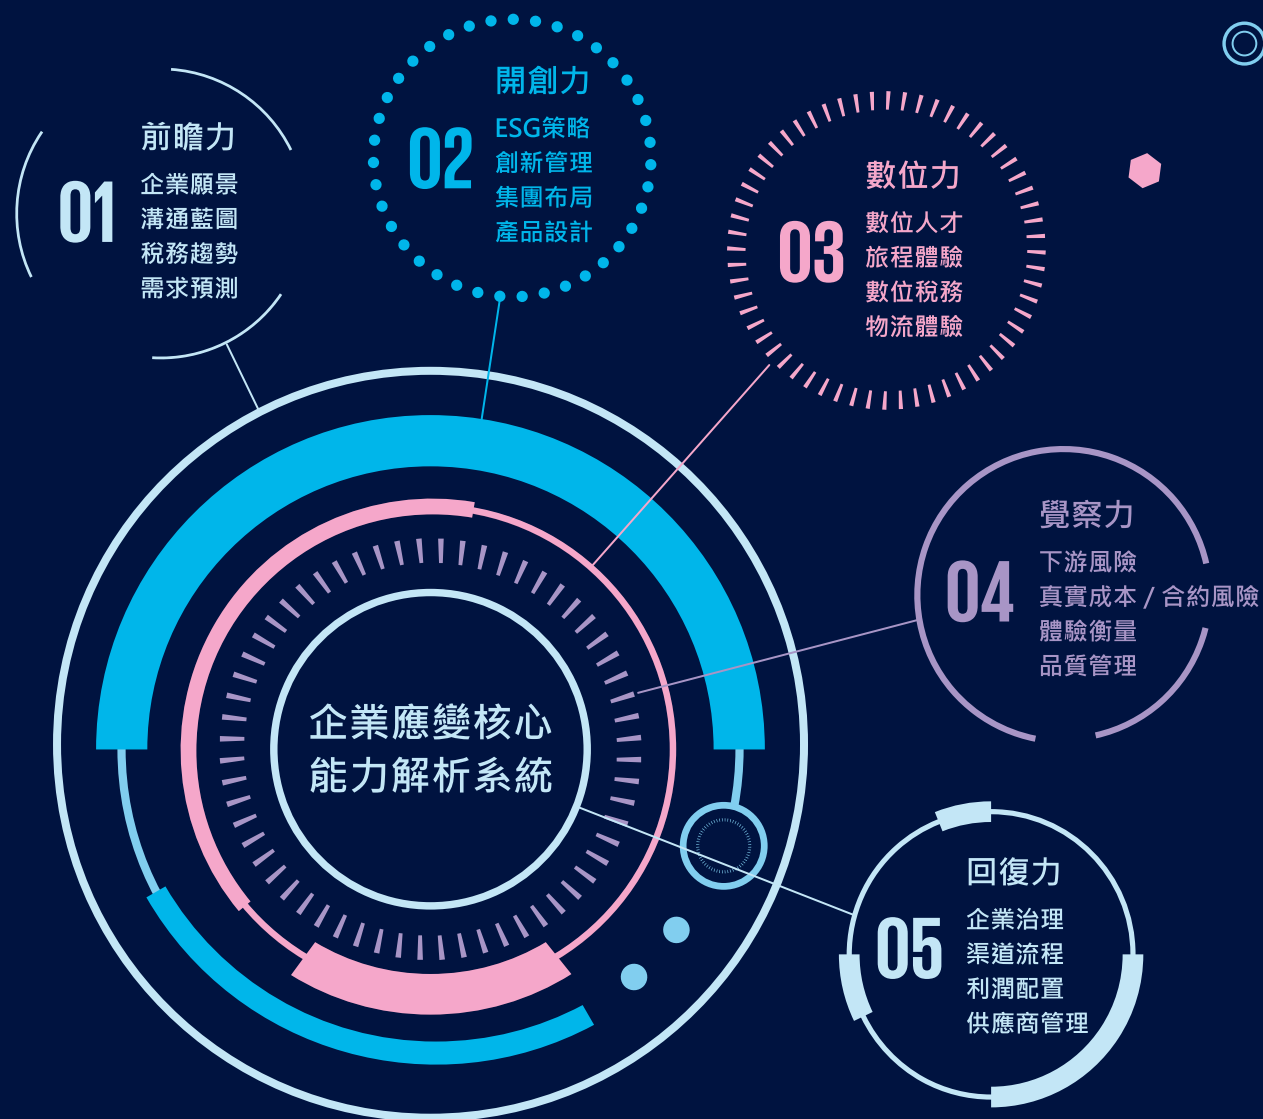 01
前瞻力
企業願景
溝通藍圖
稅務趨勢
需求預測
02
開創力
ESG策略
創新管理
集團布局
產品設計
03
數位力
數位人才
旅程體驗
數位稅務
物流體驗
04
覺察力
下游風險
真實成本 / 合約風險
體驗衡量
品質管理
企業應變核心
能力解析系統
05
回復力
企業治理
渠道流程
利潤配置
供應商管理